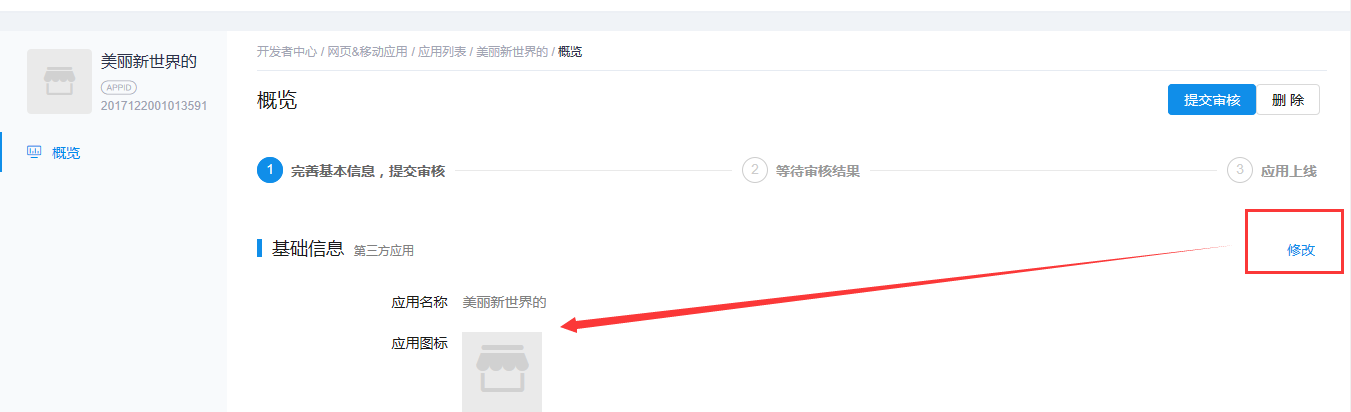 美丽新世界的
APPID
2017122001013591
概览
开发者中心 / 网页&移动应用 / 应用列表 / 美丽新世界的 / 概览
概览
提交审核
删 除
1 完善基本信息，提交审核
2 等待审核结果
3 应用上线
基础信息 第三方应用
修改
应用名称 美丽新世界的
应用图标